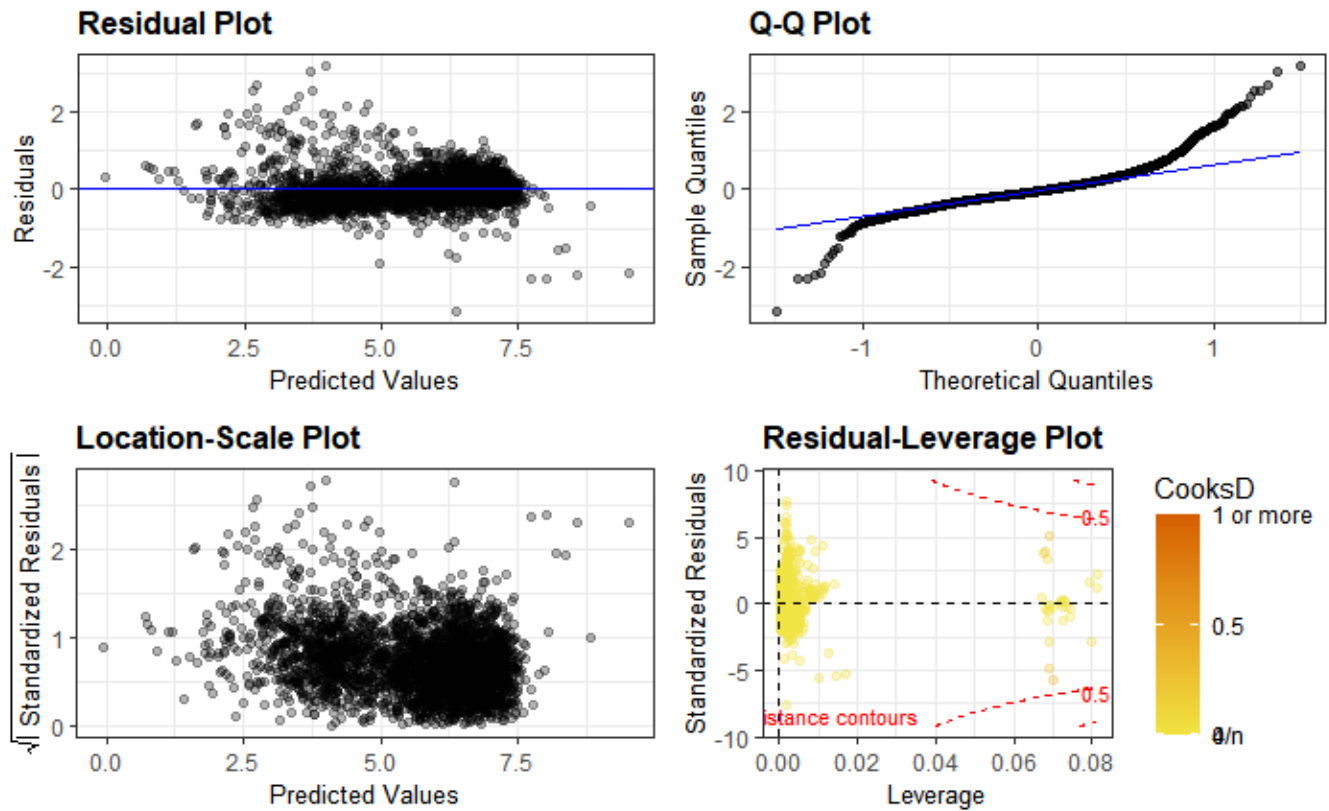 Residual Plot
Residuals
2
0
-2
0.0 2.5 5.0 7.5
Predicted Values
Q-Q Plot
Sample Quantiles
2
0
-2
-1 0 1
Theoretical Quantiles
Location-Scale Plot
√| Standardized Residuals |
2
1
0
0.0 2.5 5.0 7.5
Predicted Values
Residual-Leverage Plot
Standardized Residuals
10
5
0
-5
-10
0.5
0.5
istance contours
0.00 0.02 0.04 0.06 0.08
Leverage
CooksD
1 or more
0.5
/n